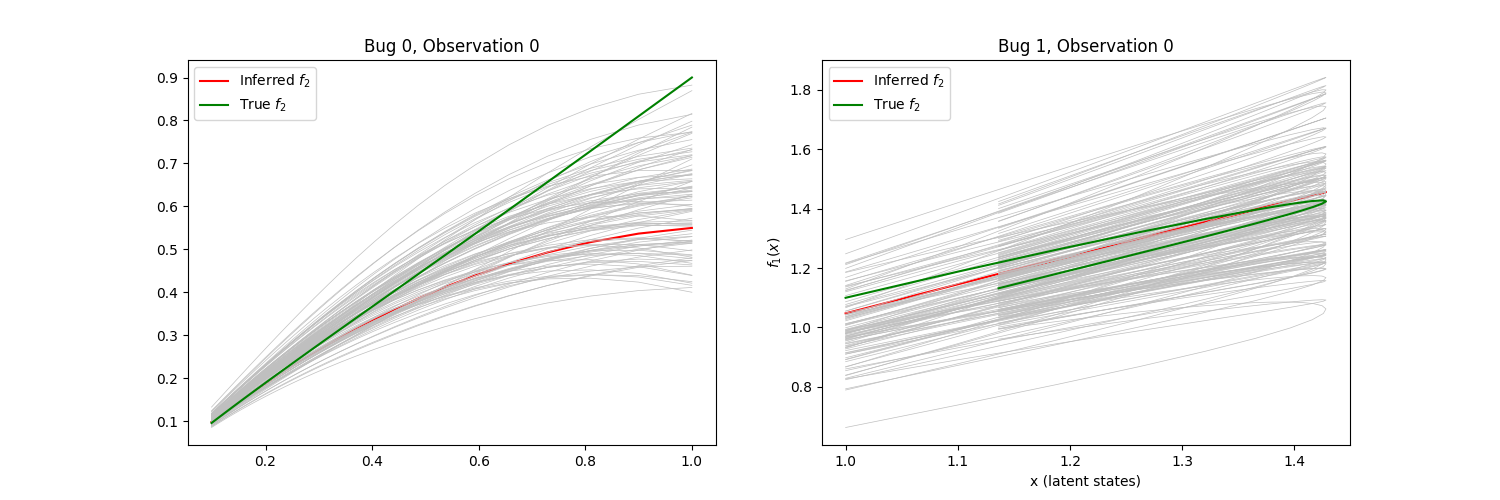 Bug 0, Observation 0
Inferred f₂
True f₂
0.9
0.8
0.7
0.6
0.5
0.4
0.3
0.2
0.1
0.2 0.4 0.6 0.8 1.0
Bug 1, Observation 0
Inferred f₂
True f₂
f₁(x)
1.8
1.6
1.4
1.2
1.0
0.8
1.0 1.1 1.2 1.3 1.4
x (latent states)